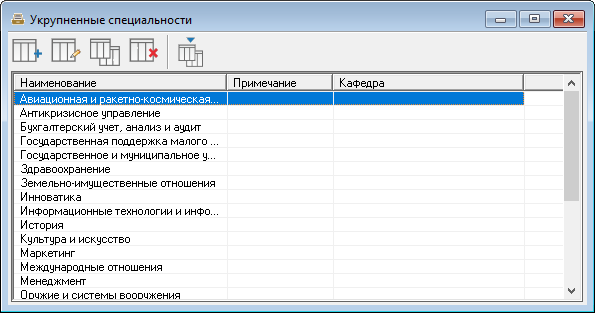 Укрупненные специальности
Наименование Примечание Кафедра
Авиационная и ракетно-космическая...
Антикризисное управление
Бухгалтерский учет, анализ и аудит
Государственная поддержка малого ...
Государственное и муниципальное у...
Здравоохранение
Земельно-имущественные отношения
Инноватика
Информационные технологии и инфо...
История
Культура и искусство
Маркетинг
Международные отношения
Менеджмент
Оружие и системы вооружения